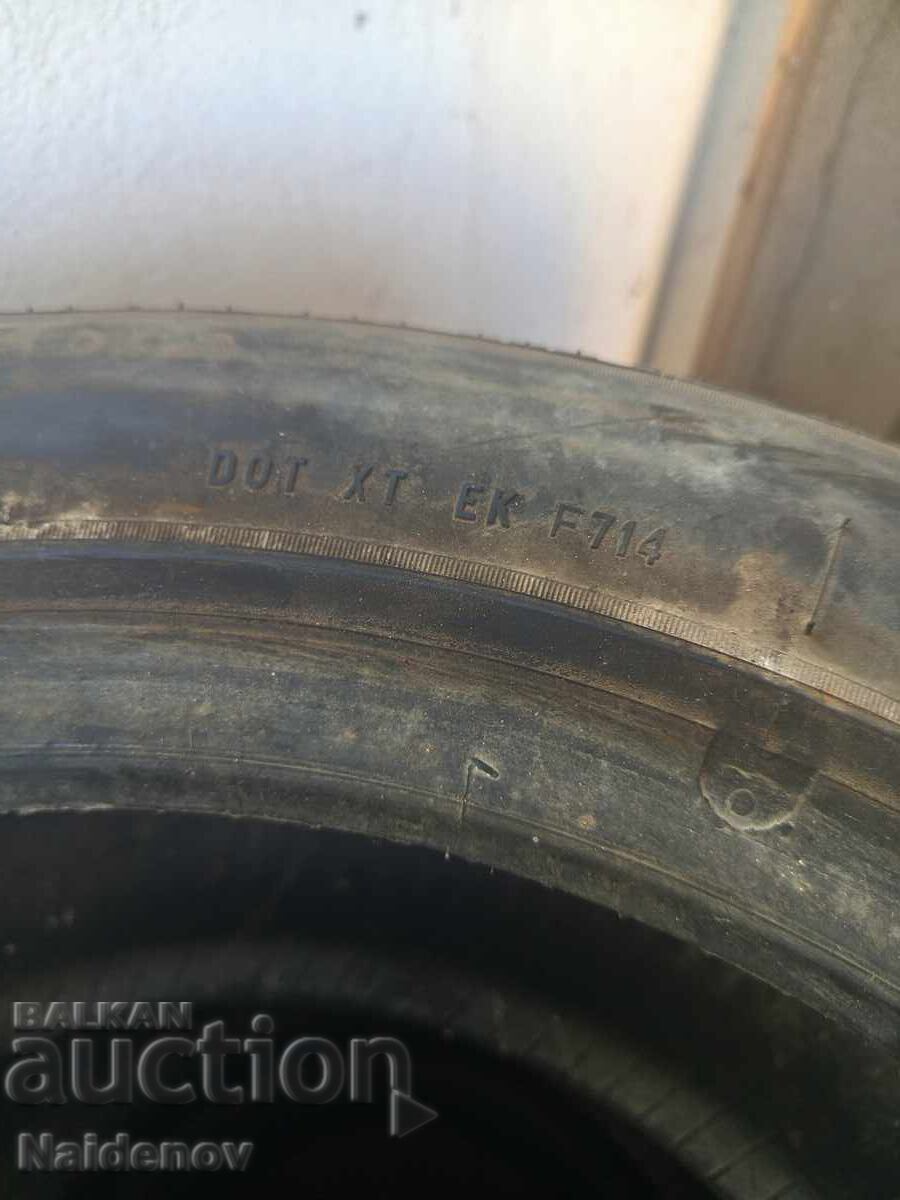 DOT XT EK F714
BALKAN
auction
Naidenov